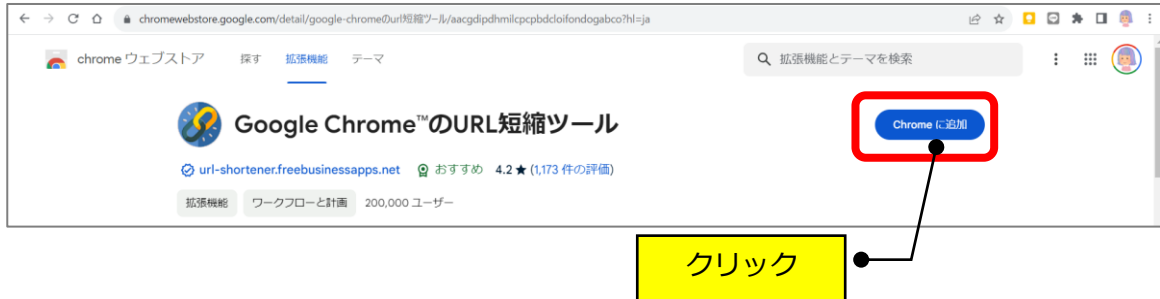 chromewebstore.google.com/detail/google-chromeのurl短縮ツール/aacgdipdhmilcpcpbdcloifondogabco?hl=ja
chrome ウェブストア 探す 拡張機能 テーマ 拡張機能とテーマを検索
Google Chrome™のURL短縮ツール
Chrome に追加
url-shortener.freebusinessapps.net おすすめ 4.2★(1,173 件の評価)
拡張機能 ワークフローと計画 200,000 ユーザー
クリック